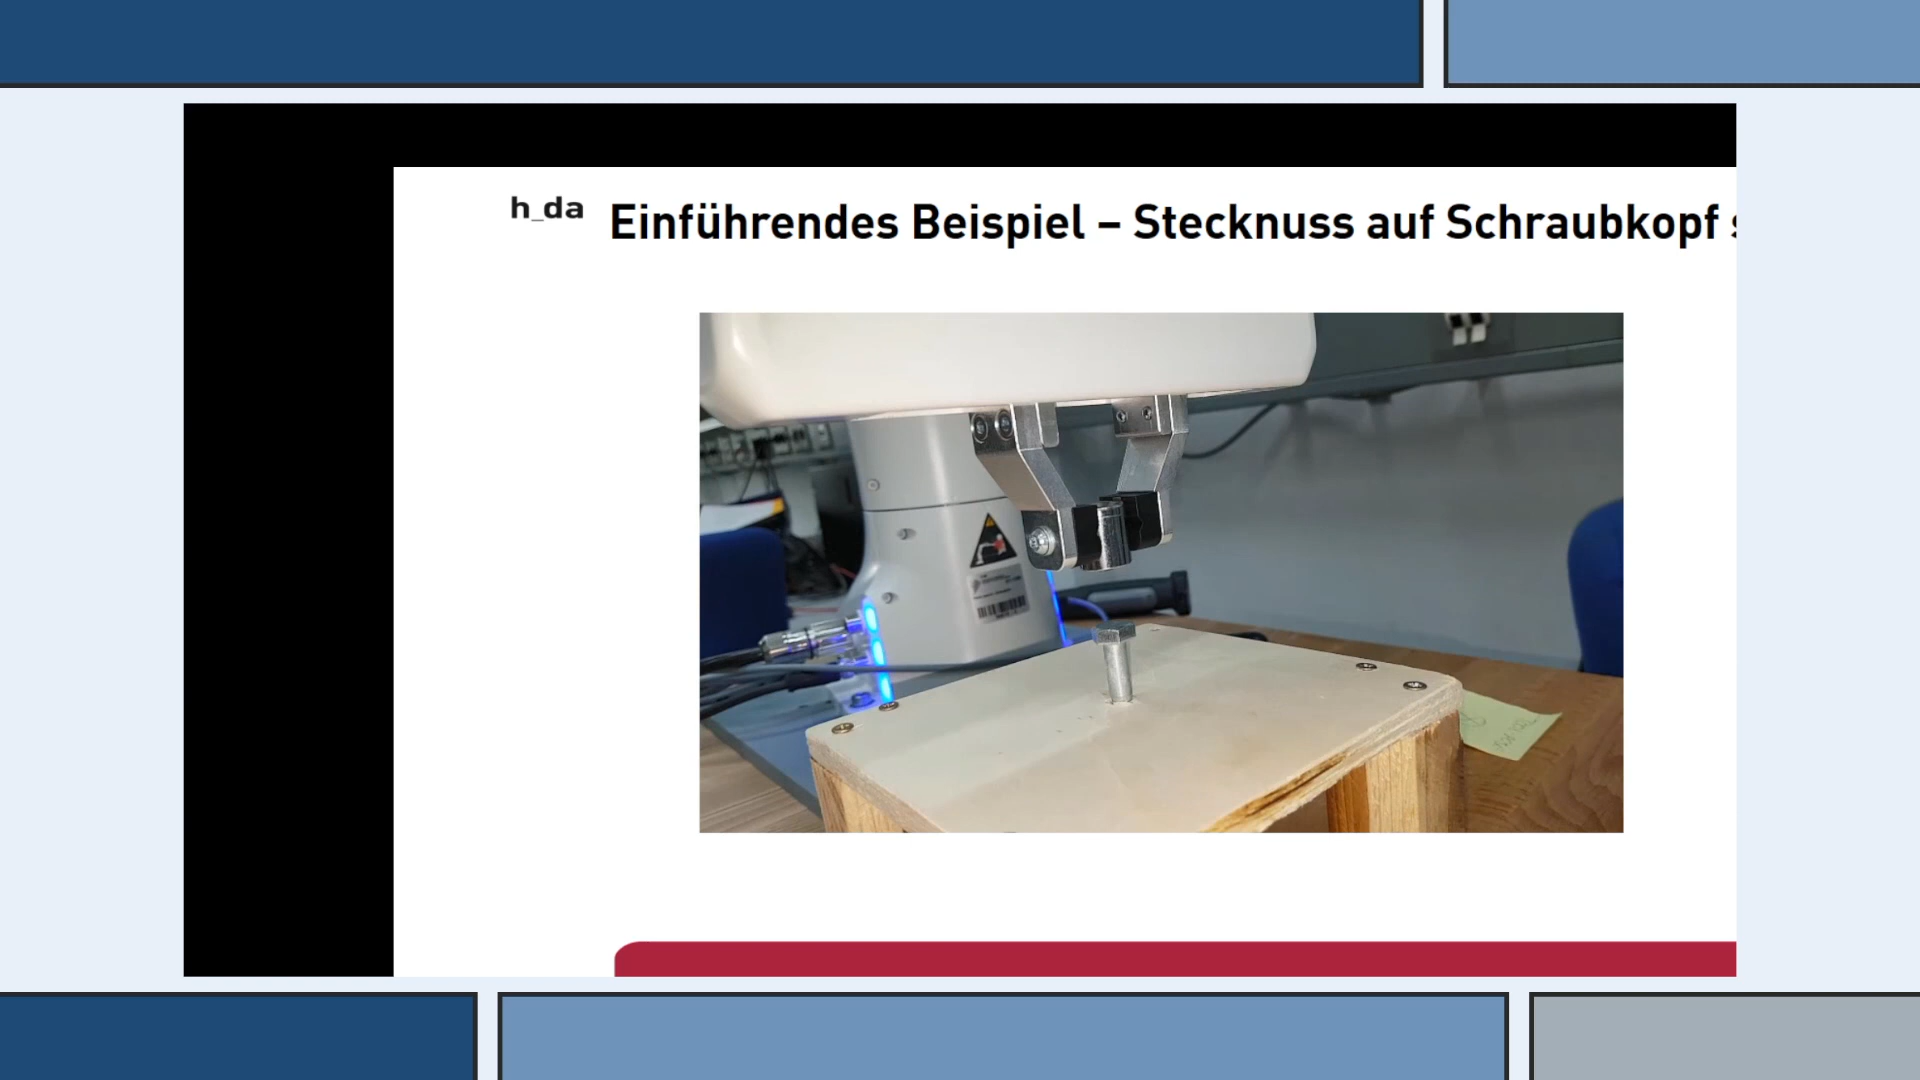 h_da
Einführendes Beispiel – Stecknuss auf Schraubkopf